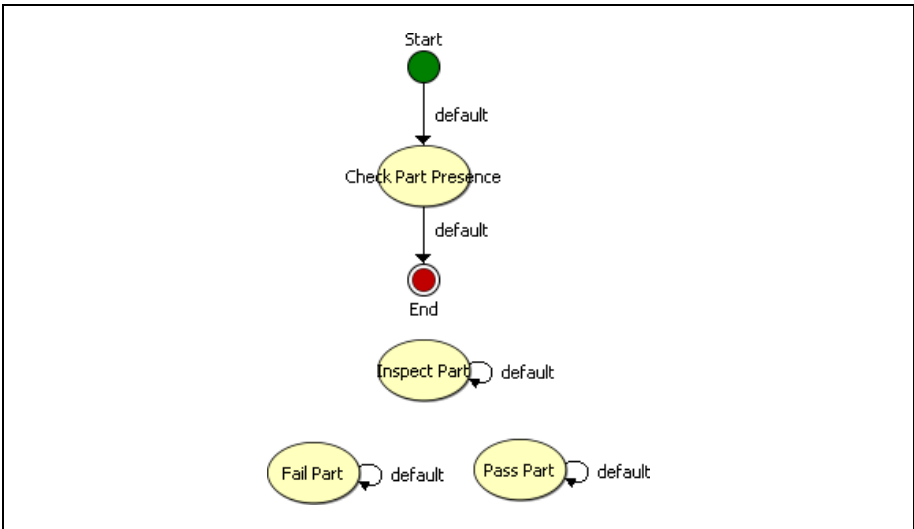 Start
default
Check Part Presence
default
End
Inspect Part
default
Fail Part
default
Pass Part
default